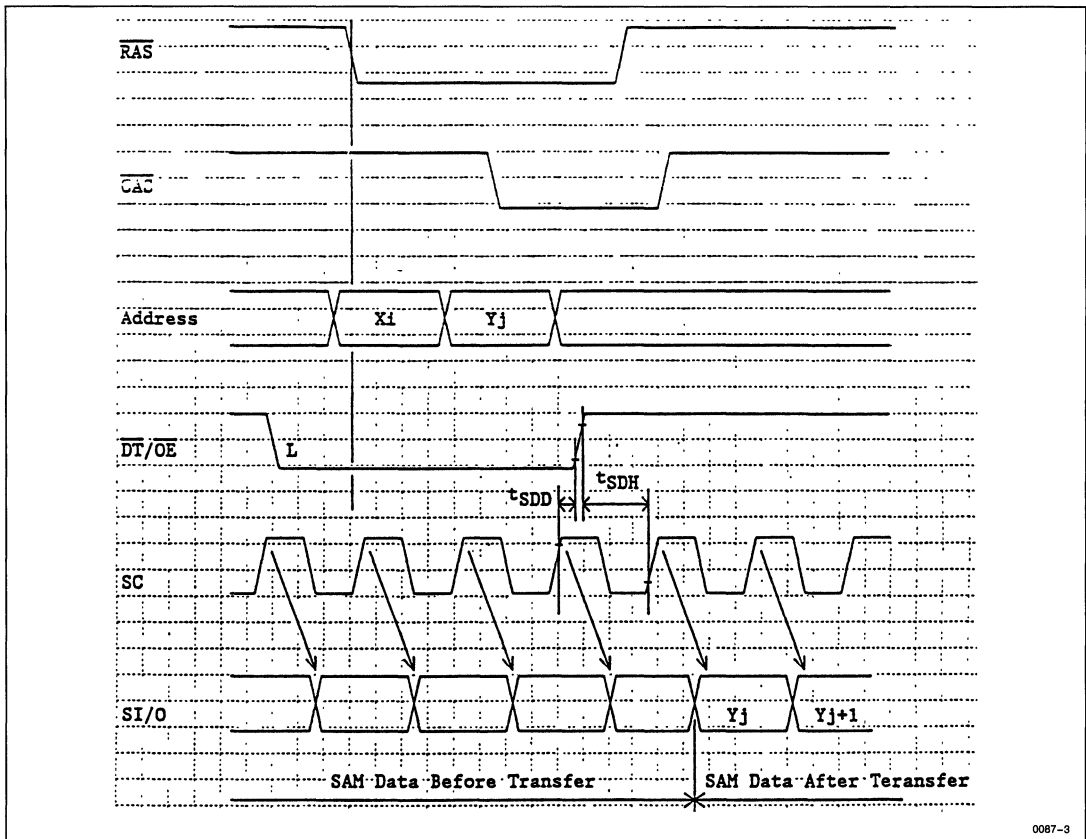 RAS
CAS
Address
Xi
Yj
DT/OE
L
tSDD
tSDH
SC
SI/O
Yj
Yj+1
SAM Data Before Transfer
SAM Data After Teransfer
0087-3